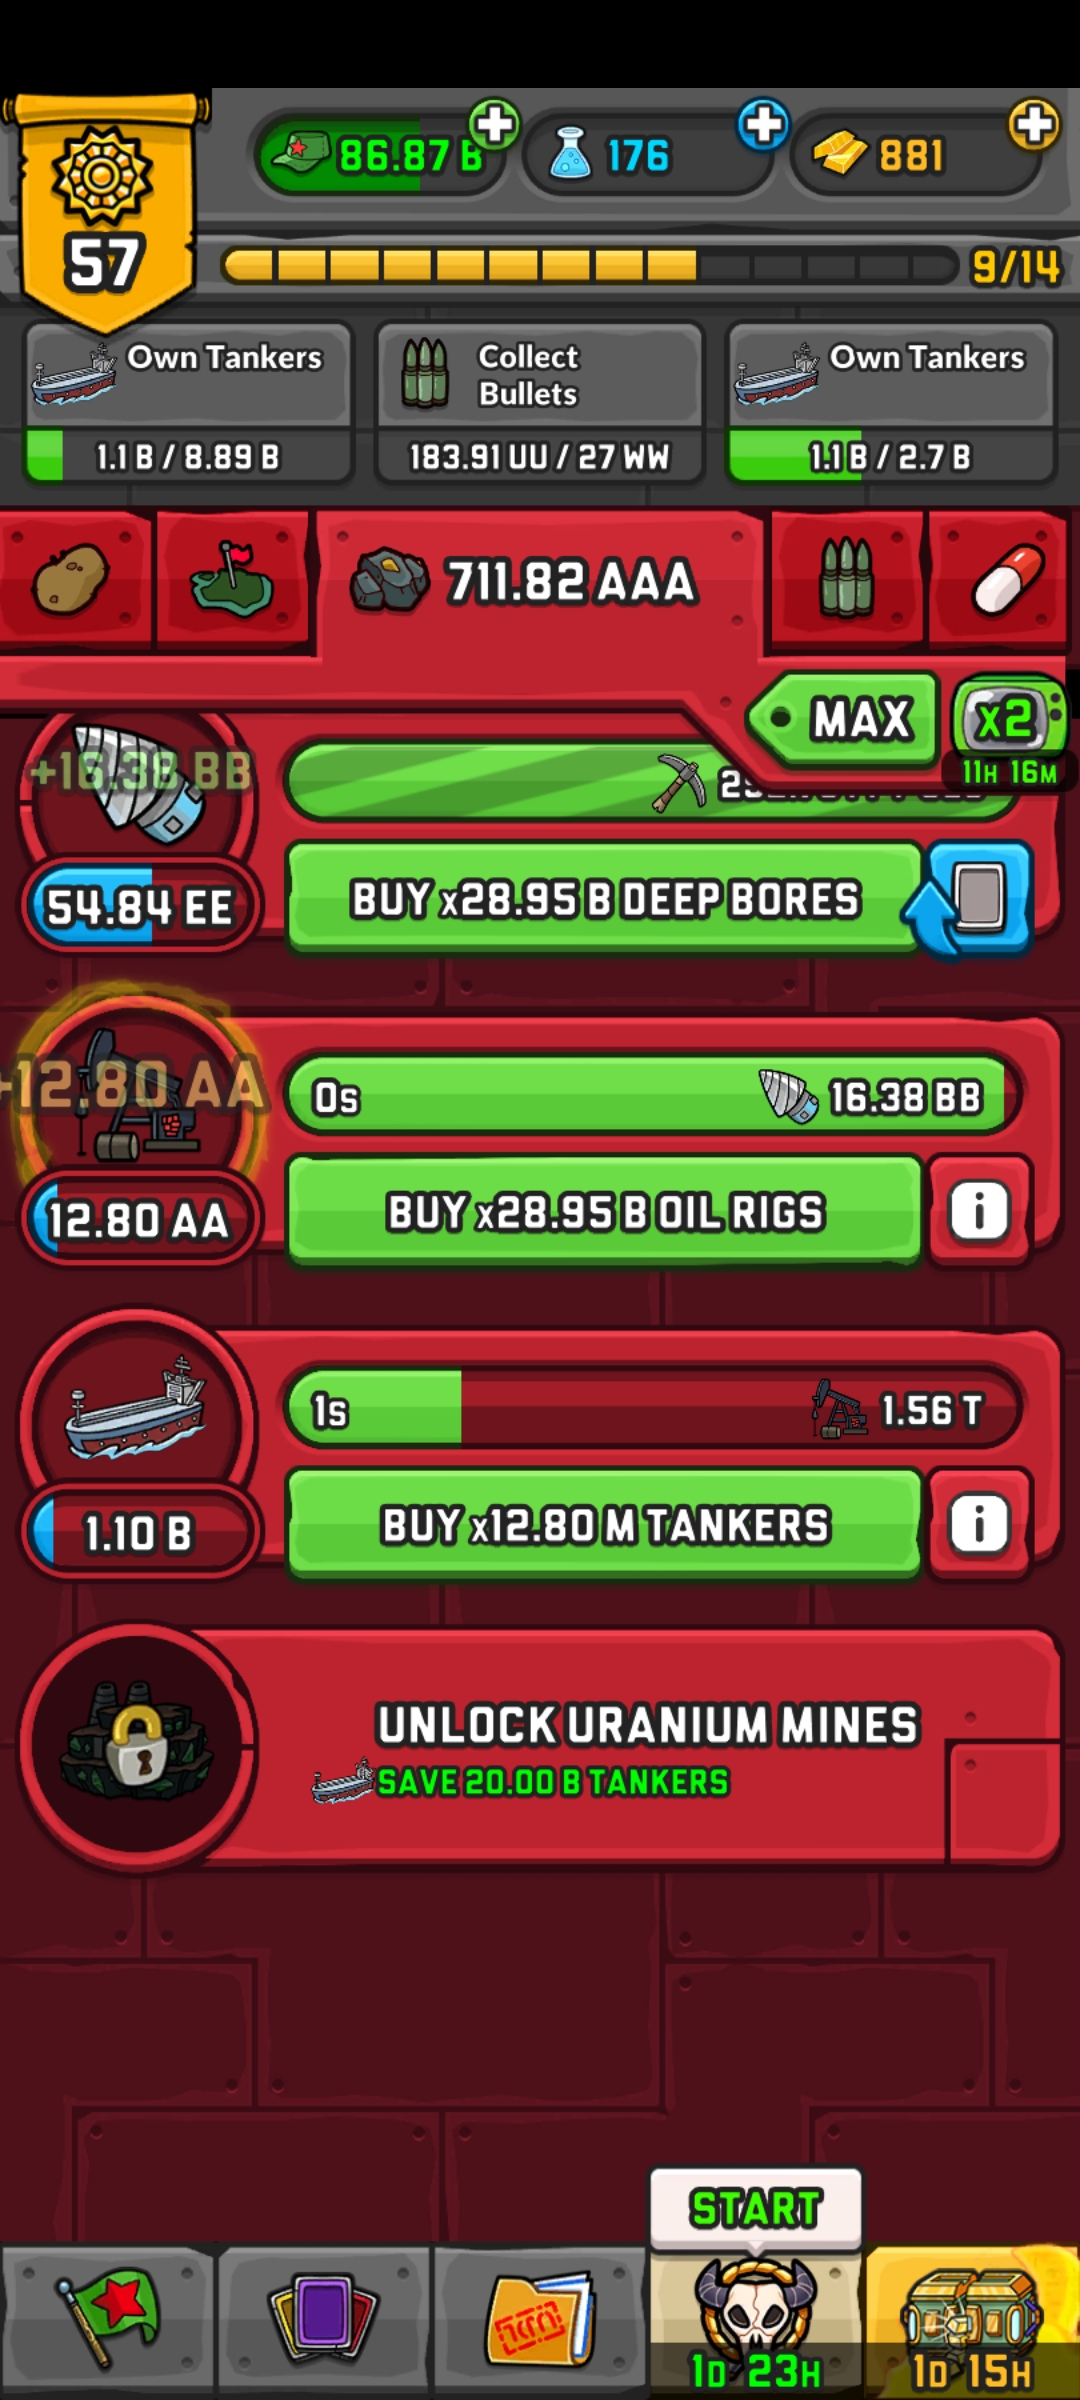 86.87 B
176
881
57
9/14
Own Tankers
1.1 B / 8.89 B
Collect
Bullets
183.91 UU / 27 WW
Own Tankers
1.1 B / 2.7 B
711.82 AAA
MAX
x2
11H 16M
+16.38 BB
54.84 EE
BUY x28.95 B DEEP BORES
+12.80 AA
0s
16.38 BB
12.80 AA
BUY x28.95 B OIL RIGS
i
1s
1.56 T
1.10 B
BUY x12.80 M TANKERS
i
UNLOCK URANIUM MINES
SAVE 20.00 B TANKERS
START
1D 23H
1D 15H